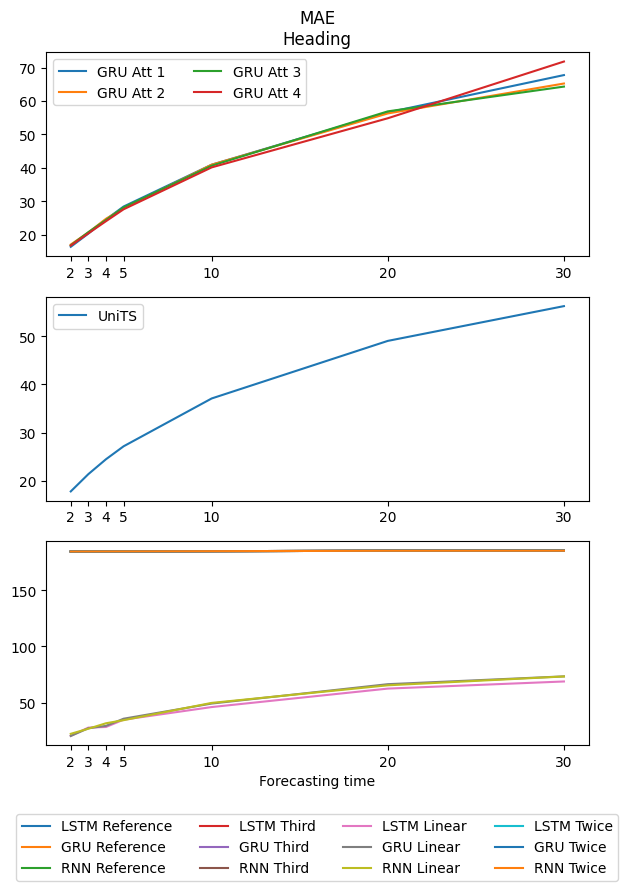 MAE
Heading
GRU Att 1 GRU Att 3
GRU Att 2 GRU Att 4
70
60
50
40
30
20
2 3 4 5 10 20 30
UniTS
50
40
30
20
2 3 4 5 10 20 30
150
100
50
2 3 4 5 10 20 30
Forecasting time
LSTM Reference LSTM Third LSTM Linear LSTM Twice
GRU Reference GRU Third GRU Linear GRU Twice
RNN Reference RNN Third RNN Linear RNN Twice